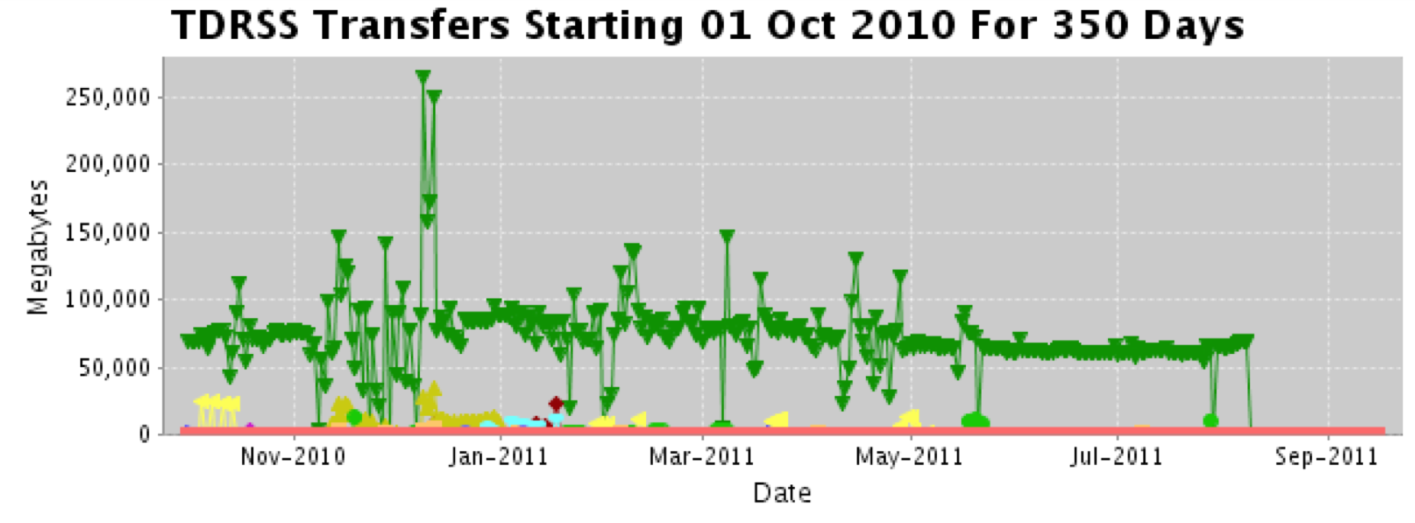 TDRSS Transfers Starting 01 Oct 2010 For 350 Days
250,000
200,000
150,000
100,000
50,000
0
Megabytes
Nov-2010 Jan-2011 Mar-2011 May-2011 Jul-2011 Sep-2011
Date